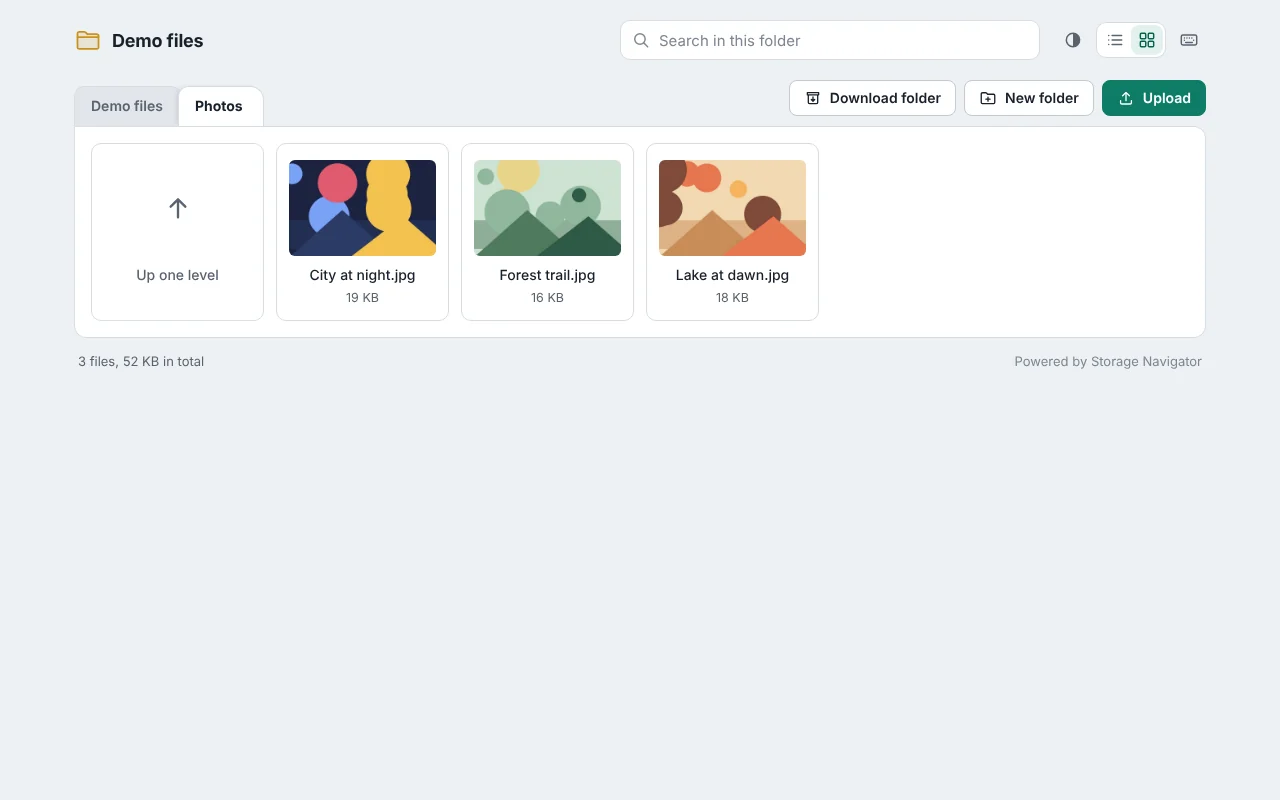 Demo files
Search in this folder
Demo files
Photos
Download folder
New folder
Upload
Up one level
City at night.jpg
19 KB
Forest trail.jpg
16 KB
Lake at dawn.jpg
18 KB
3 files, 52 KB in total
Powered by Storage Navigator